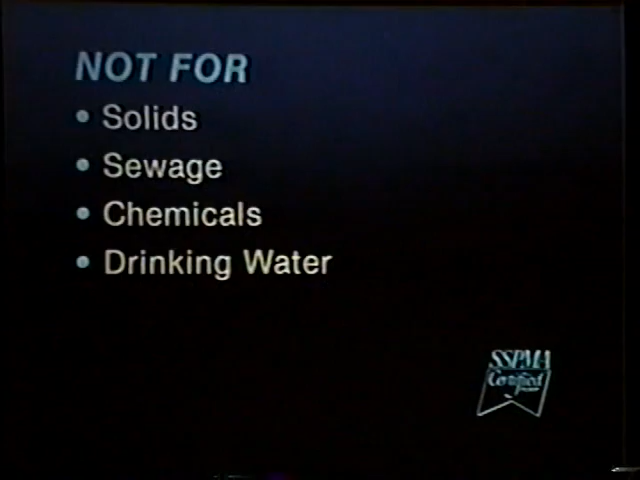 NOT FOR
• Solids
• Sewage
• Chemicals
• Drinking Water
SSPMA
Certified